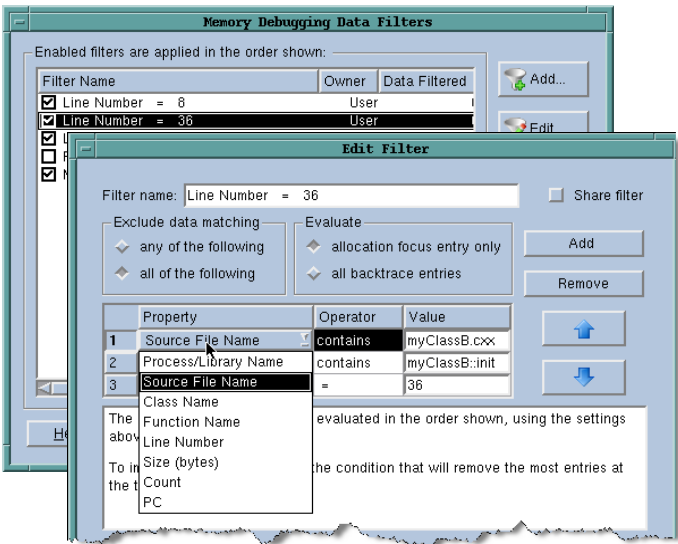 Memory Debugging Data Filters
Enabled filters are applied in the order shown:
Filter Name Owner Data Filtered
Line Number = 8 User
Line Number = 36 User
Add...
Edit
Edit Filter
Filter name: Line Number = 36 Share filter
Exclude data matching Evaluate
any of the following allocation focus entry only Add
all of the following all backtrace entries Remove
Property Operator Value
1 Source File Name contains myClassB.cxx
2 contains myClassB::init
3 = 36
Process/Library Name
Source File Name
Class Name
Function Name
Line Number
Size (bytes)
Count
PC
The evaluated in the order shown, using the settings
abov
To im the condition that will remove the most entries at
the t
He